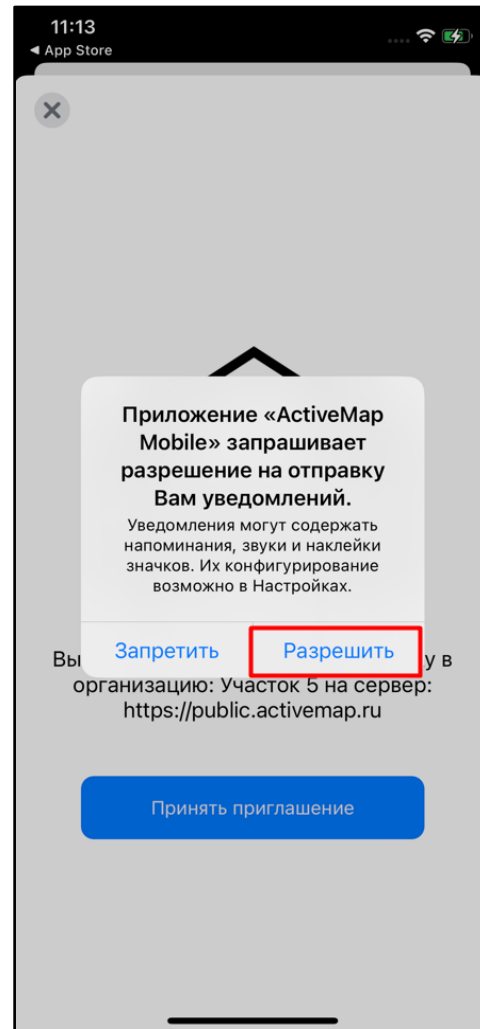 11:13
◀ App Store
Приложение «ActiveMap
Mobile» запрашивает
разрешение на отправку
Вам уведомлений.
Уведомления могут содержать
напоминания, звуки и наклейки
значков. Их конфигурирование
возможно в Настройках.
Запретить Разрешить
Вы у в
организацию: Участок 5 на сервер:
https://public.activemap.ru
Принять приглашение